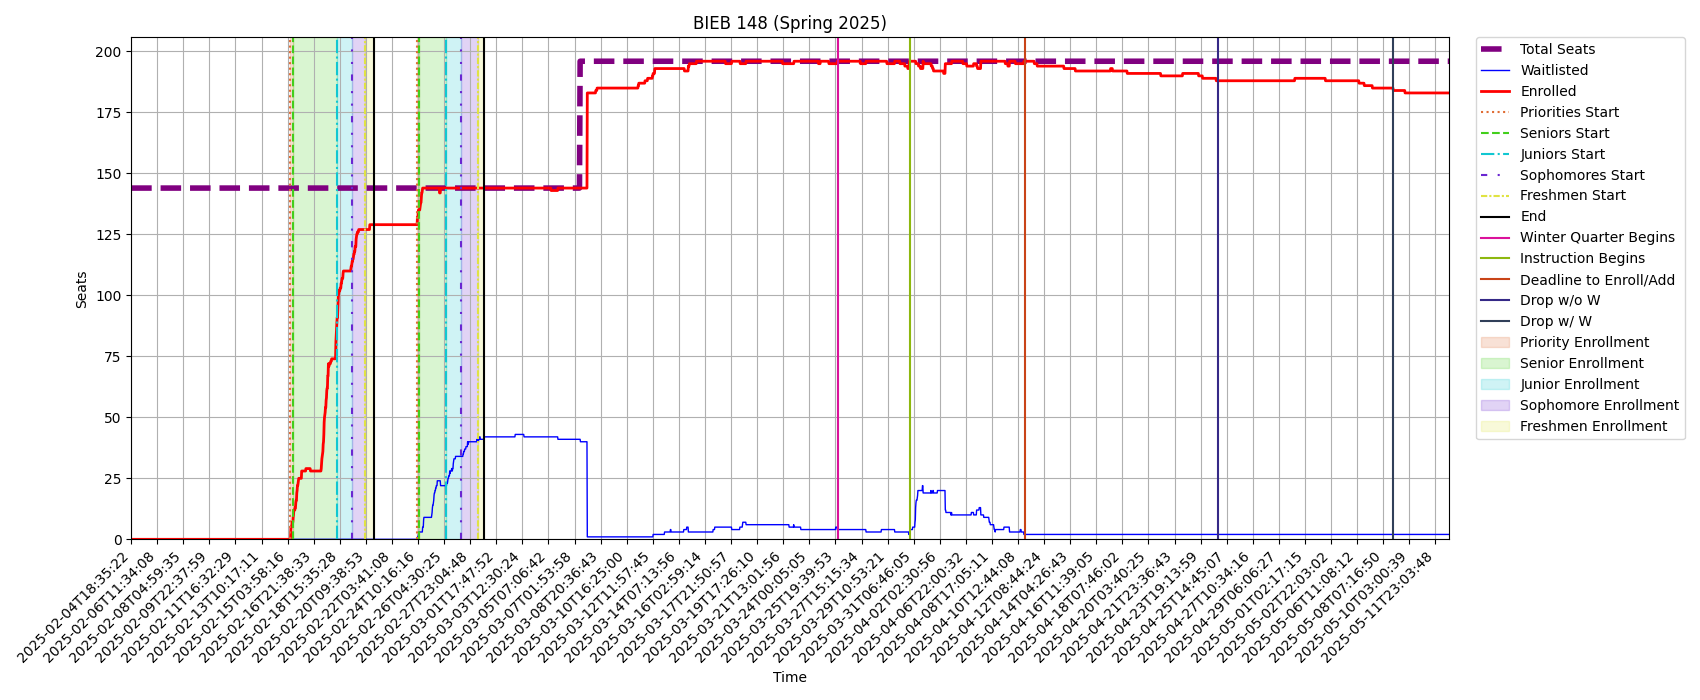 BIEB 148 (Spring 2025)
Seats
200
175
150
125
100
75
50
25
0
2025-02-04T18:35:22
2025-02-06T11:34:08
2025-02-08T04:59:35
2025-02-09T22:37:59
2025-02-11T16:32:29
2025-02-13T10:17:11
2025-02-15T03:58:16
2025-02-16T21:38:33
2025-02-18T15:35:28
2025-02-20T09:38:53
2025-02-22T03:41:08
2025-02-24T10:16:16
2025-02-26T04:30:25
2025-02-27T23:04:48
2025-03-01T17:47:52
2025-03-03T12:30:24
2025-03-05T07:06:42
2025-03-07T01:53:58
2025-03-08T20:36:43
2025-03-10T16:25:00
2025-03-12T11:57:45
2025-03-14T07:13:56
2025-03-16T02:59:14
2025-03-17T21:50:57
2025-03-19T17:26:10
2025-03-21T13:01:56
2025-03-24T00:05:05
2025-03-25T19:39:53
2025-03-27T15:15:34
2025-03-29T10:53:21
2025-03-31T06:46:05
2025-04-02T02:30:56
2025-04-06T22:00:32
2025-04-08T17:05:11
2025-04-10T12:44:08
2025-04-12T08:44:24
2025-04-14T04:26:43
2025-04-16T11:39:05
2025-04-18T07:46:02
2025-04-20T03:40:25
2025-04-21T23:36:43
2025-04-23T19:13:59
2025-04-25T14:45:07
2025-04-27T10:34:16
2025-04-29T06:06:27
2025-05-01T02:17:15
2025-05-02T22:03:02
2025-05-06T11:08:12
2025-05-08T07:16:50
2025-05-10T03:00:39
2025-05-11T23:03:48
Time
Total Seats
Waitlisted
Enrolled
Priorities Start
Seniors Start
Juniors Start
Sophomores Start
Freshmen Start
End
Winter Quarter Begins
Instruction Begins
Deadline to Enroll/Add
Drop w/o W
Drop w/ W
Priority Enrollment
Senior Enrollment
Junior Enrollment
Sophomore Enrollment
Freshmen Enrollment